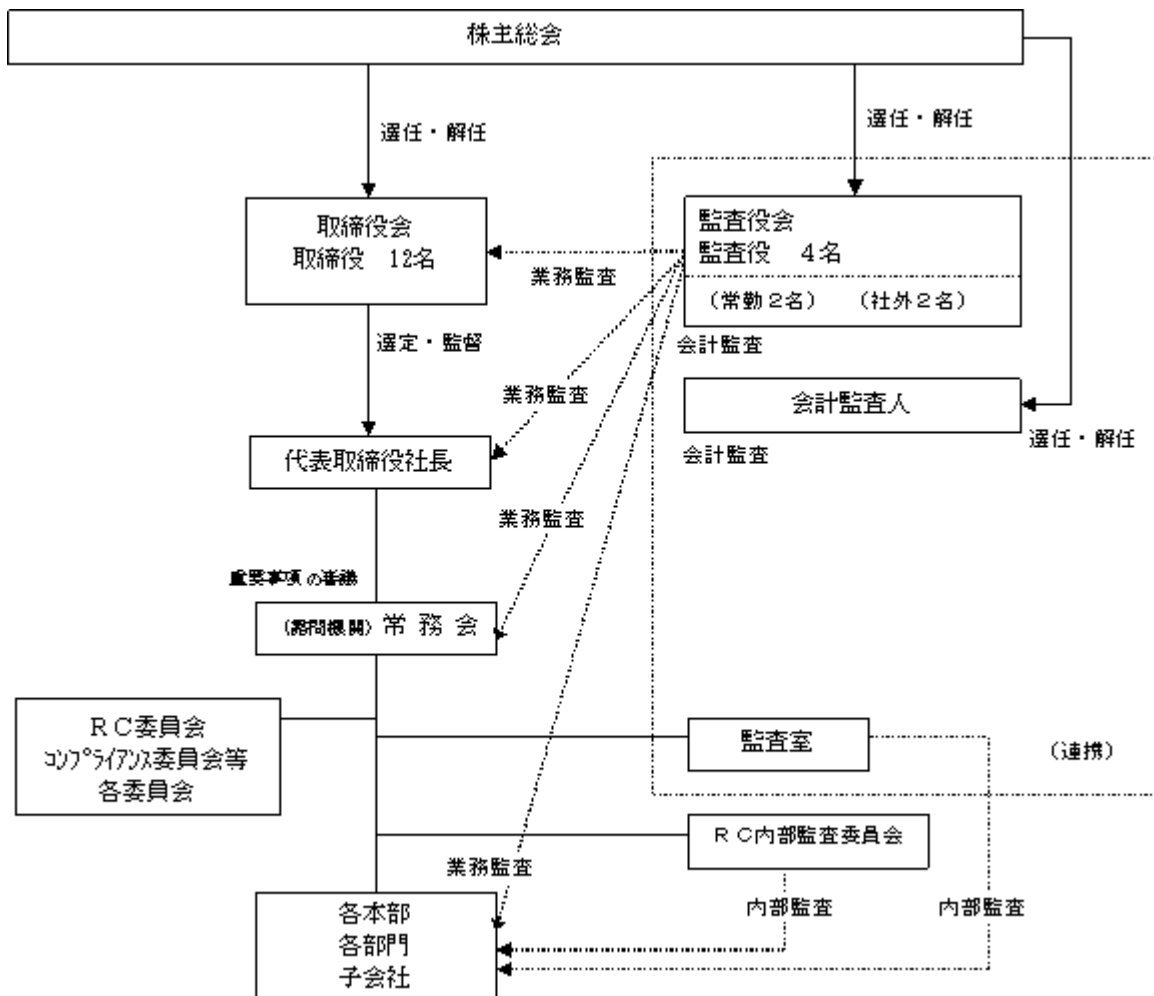 株主総会
選任・解任
選任・解任
取締役会
取締役　12名
監査役会
監査役　４名
（常勤２名）　（社外２名）
業務監査
会計監査
選定・監督
業務監査
会計監査人
選任・解任
会計監査
代表取締役社長
業務監査
重要事項の審議
（諮問機関）常務会
ＲＣ委員会
ｺﾝﾌﾟﾗｲｱﾝｽ委員会等
各委員会
監査室
（連携）
ＲＣ内部監査委員会
業務監査
内部監査
内部監査
各本部
各部門
子会社